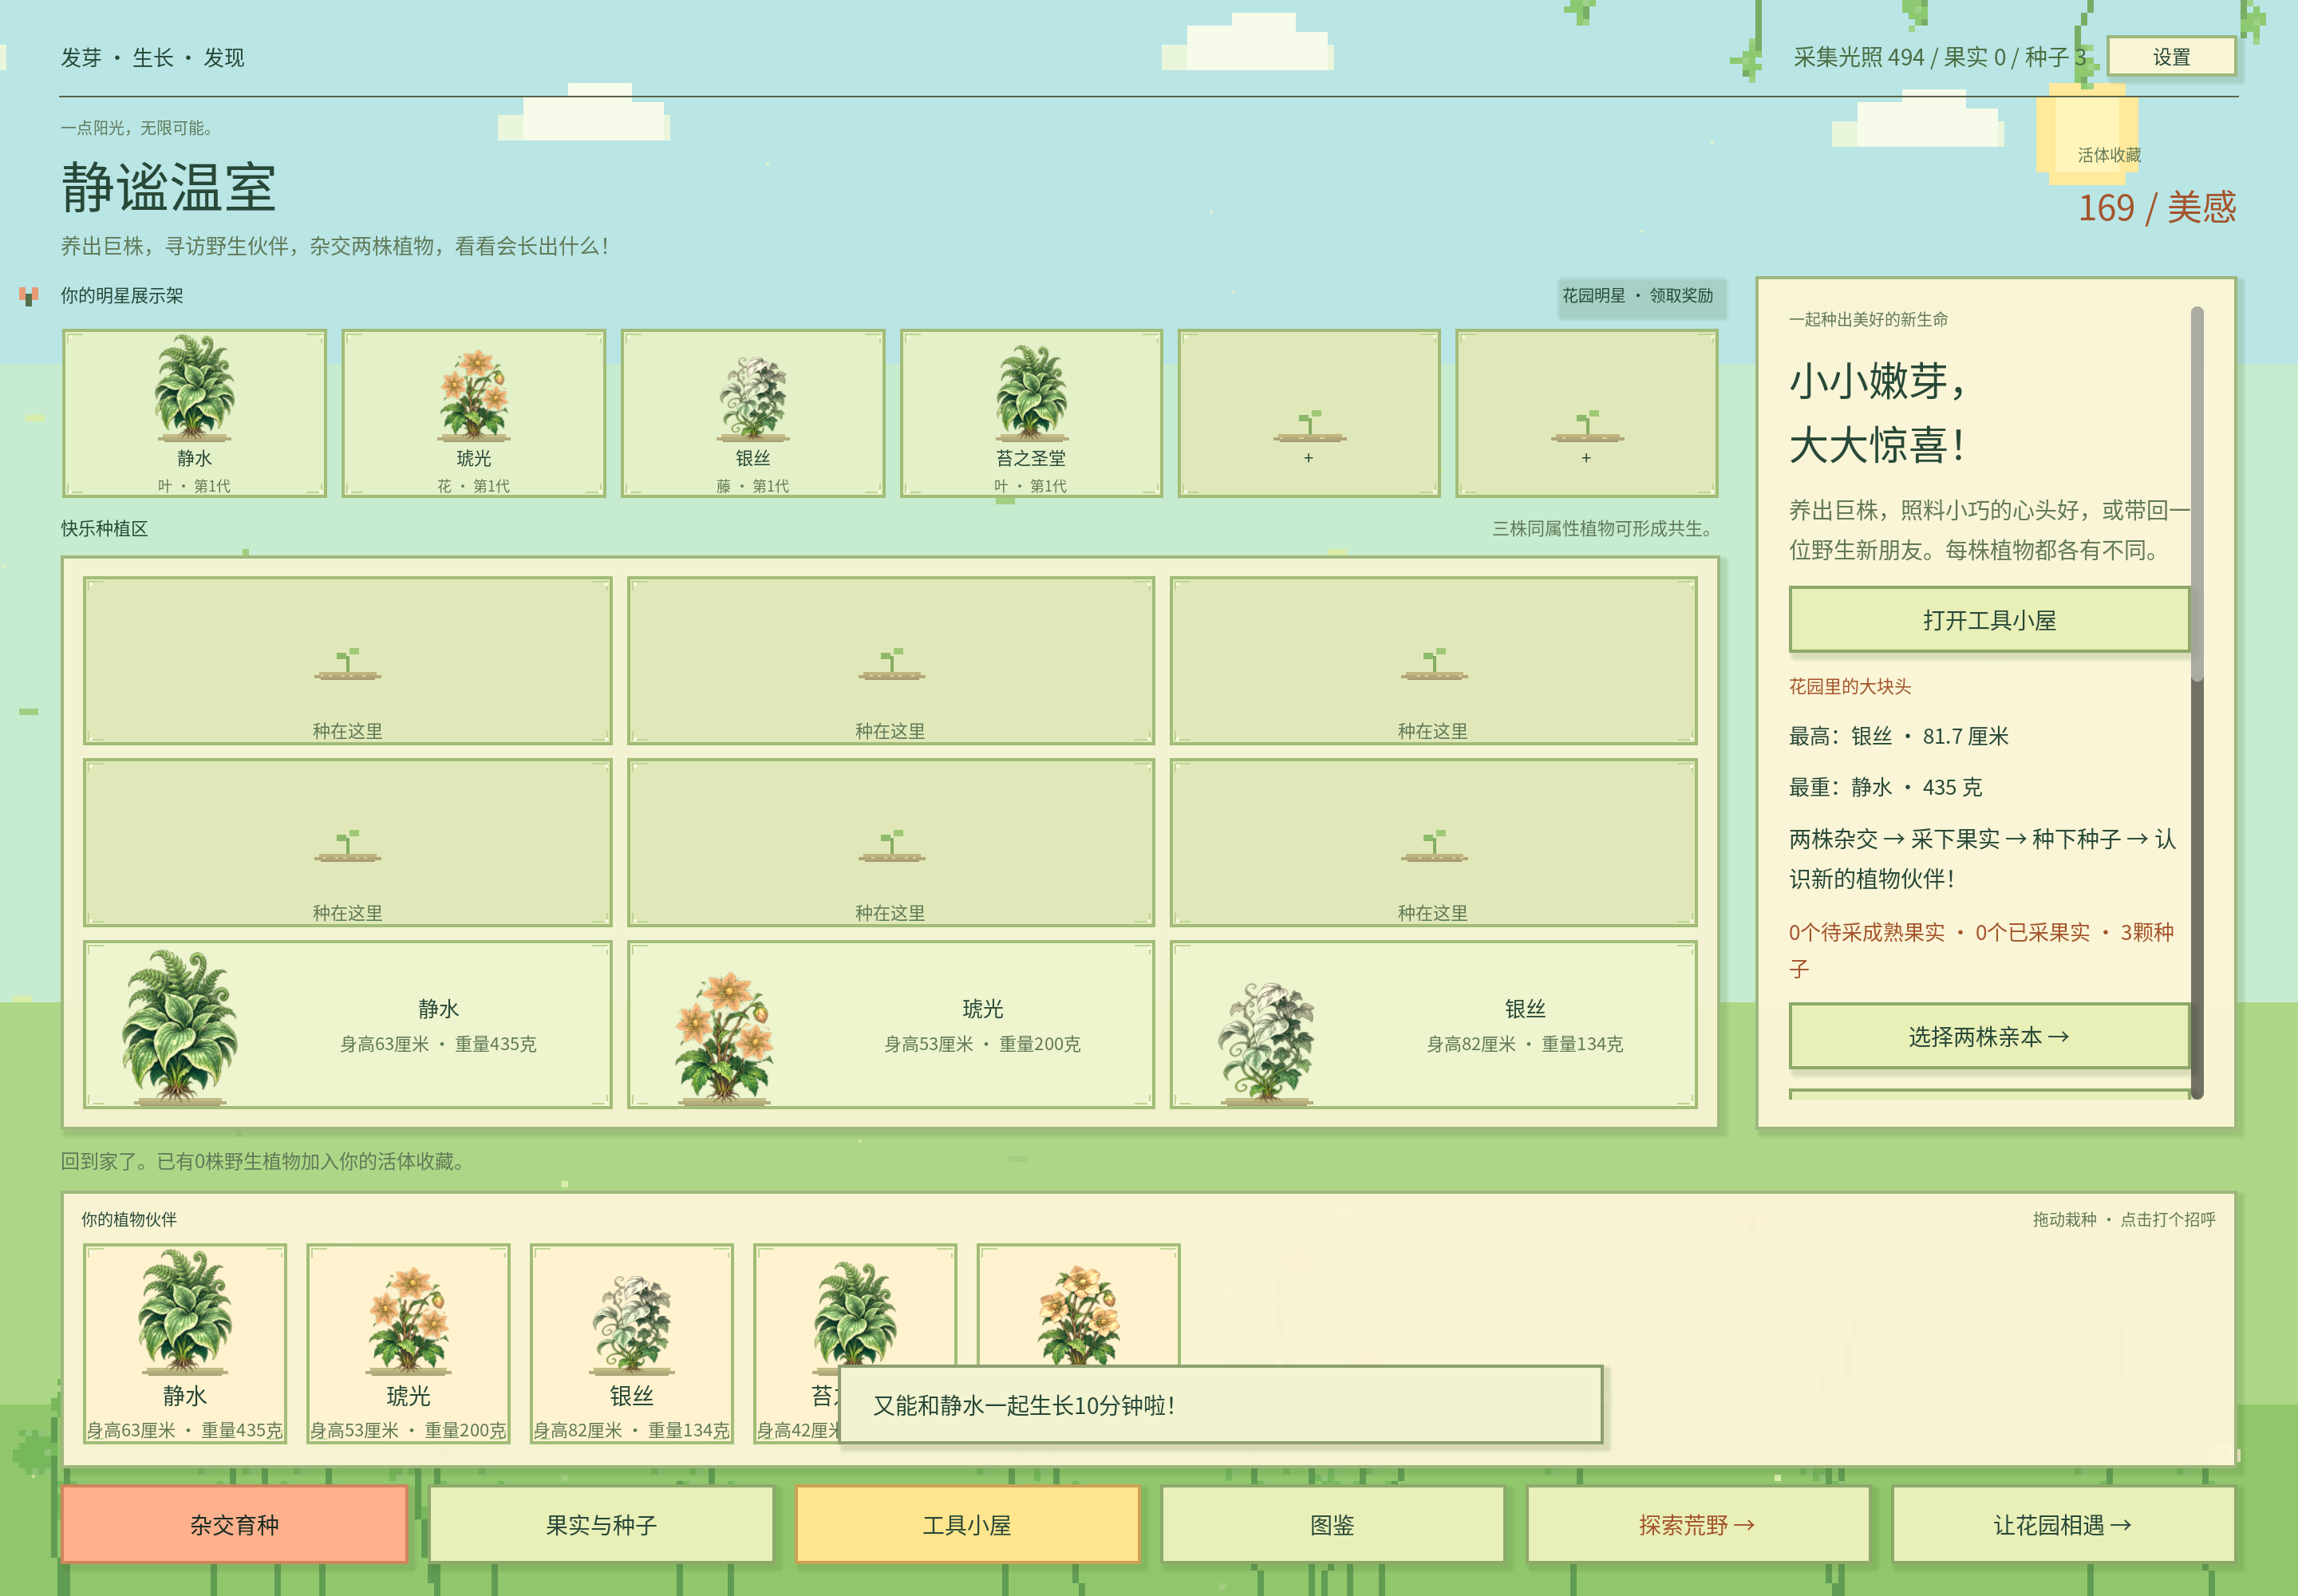 发芽 · 生长 · 发现
采集光照 494 / 果实 0 / 种子 3
设置
一点阳光，无限可能。
静谧温室
养出巨株，寻访野生伙伴，杂交两株植物，看看会长出什么！
活体收藏
169 / 美感
你的明星展示架
花园明星 · 领取奖励
静水
叶 · 第1代
琥光
花 · 第1代
银丝
藤 · 第1代
苔之圣堂
叶 · 第1代
+
+
快乐种植区
三株同属性植物可形成共生。
种在这里
种在这里
种在这里
种在这里
种在这里
种在这里
静水
身高63厘米 · 重量435克
琥光
身高53厘米 · 重量200克
银丝
身高82厘米 · 重量134克
一起种出美好的新生命
小小嫩芽，
大大惊喜！
养出巨株，照料小巧的心头好，或带回一
位野生新朋友。每株植物都各有不同。
打开工具小屋
花园里的大块头
最高：银丝 · 81.7 厘米
最重：静水 · 435 克
两株杂交 → 采下果实 → 种下种子 → 认
识新的植物伙伴！
0个待采成熟果实 · 0个已采果实 · 3颗种
子
选择两株亲本 →
回到家了。已有0株野生植物加入你的活体收藏。
你的植物伙伴
拖动栽种 · 点击打个招呼
静水
身高63厘米 · 重量435克
琥光
身高53厘米 · 重量200克
银丝
身高82厘米 · 重量134克
苔
身高42厘米
又能和静水一起生长10分钟啦！
杂交育种
果实与种子
工具小屋
图鉴
探索荒野 →
让花园相遇 →